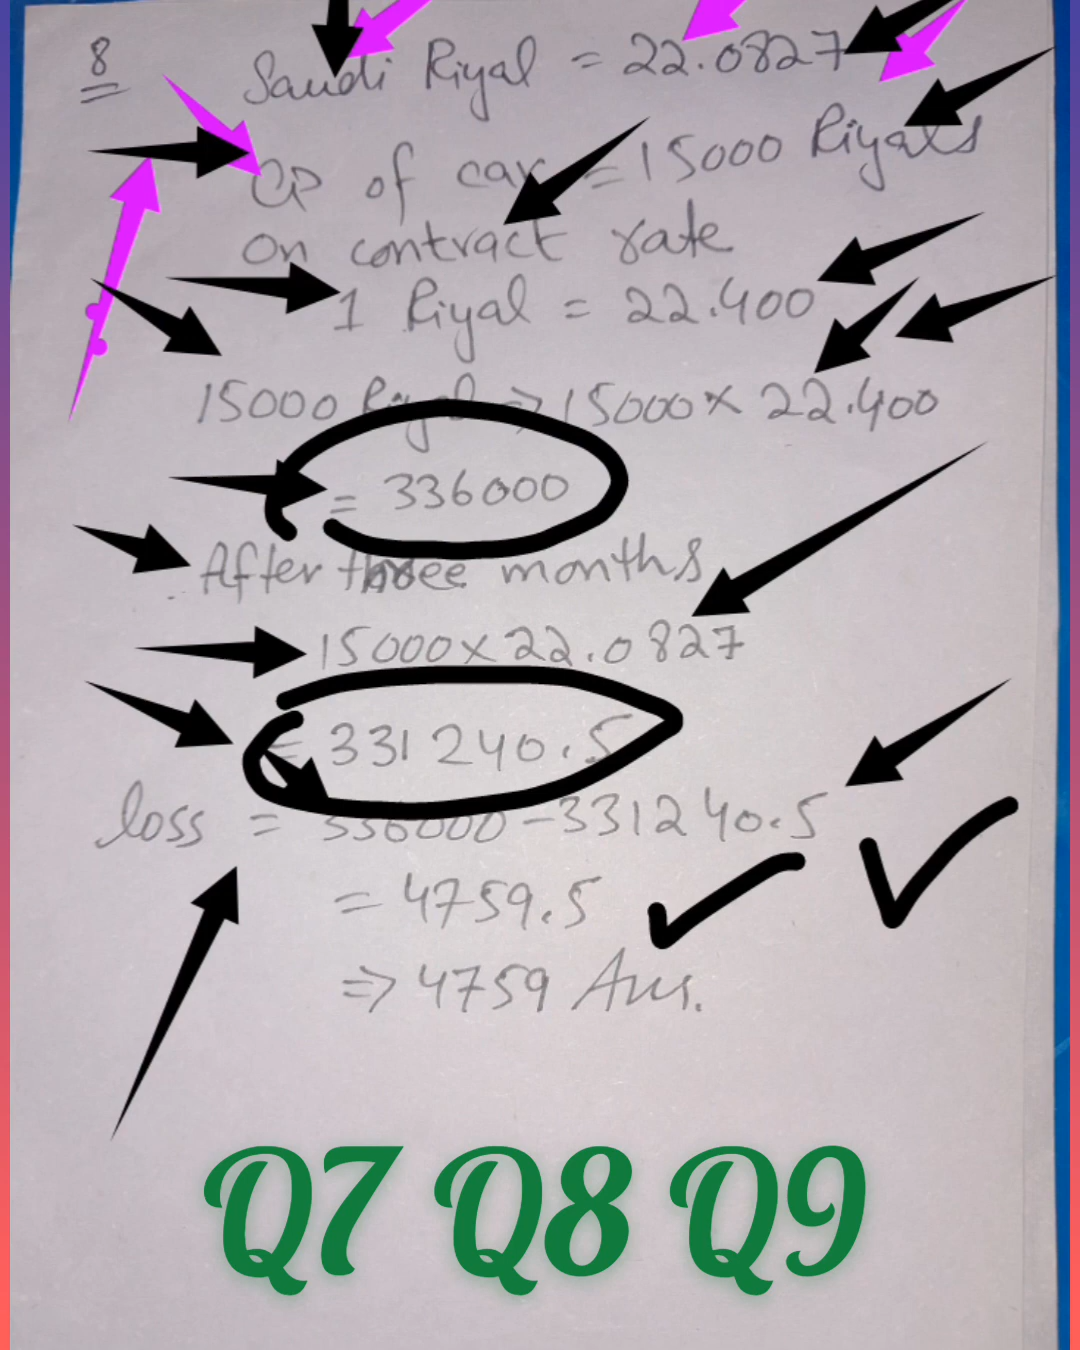 8 Saudi Riyal = 22.0827
CP of car = 15000 Riyals
on contract rate
1 Riyal = 22.400
15000 Riyal => 15000 x 22.400
= 336000
After three months
15000 x 22.0827
= 331240.5
loss = 336000 - 331240.5
= 4759.5
=> 4759 Ans.
Q7 Q8 Q9